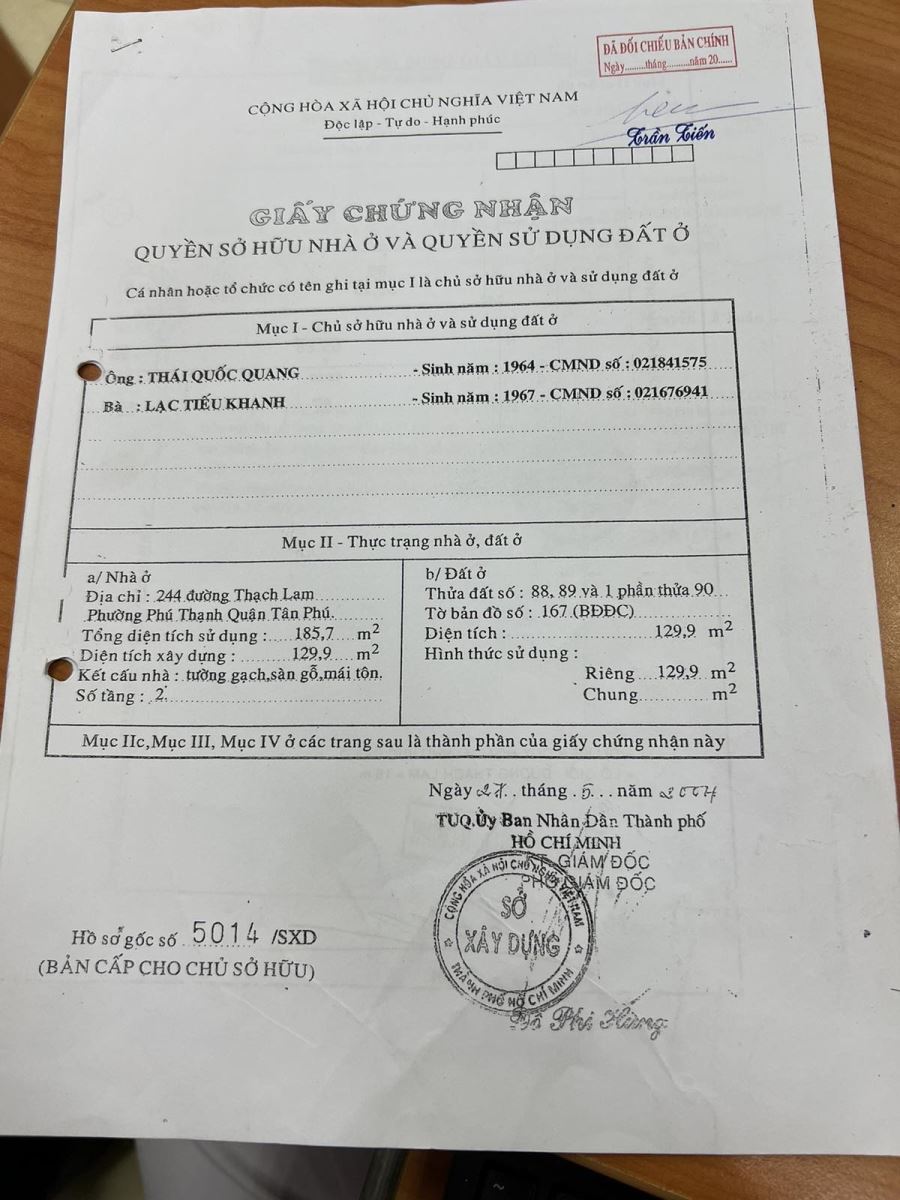 ĐÃ ĐỐI CHIẾU BẢN CHÍNH
Ngày.........tháng..........năm 20......
CỘNG HÒA XÃ HỘI CHỦ NGHĨA VIỆT NAM
Độc lập - Tự do - Hạnh phúc
Trần Tiến
GIẤY CHỨNG NHẬN
QUYỀN SỞ HỮU NHÀ Ở VÀ QUYỀN SỬ DỤNG ĐẤT Ở
Cá nhân hoặc tổ chức có tên ghi tại mục I là chủ sở hữu nhà ở và sử dụng đất ở
Mục I - Chủ sở hữu nhà ở và sử dụng đất ở
Ông : THÁI QUỐC QUANG - Sinh năm : 1964 - CMND số : 021841575
Bà : LẠC TIẾU KHANH - Sinh năm : 1967 - CMND số : 021676941
Mục II - Thực trạng nhà ở, đất ở
a/ Nhà ở
Địa chỉ : 244 đường Thạch Lam
Phường Phú Thạnh Quận Tân Phú.
Tổng diện tích sử dụng : 185,7 m2
Diện tích xây dựng : 129,9 m2
Kết cấu nhà : tường gạch,sàn gỗ,mái tôn.
Số tầng : 2.
b/ Đất ở
Thửa đất số : 88, 89 và 1 phần thửa 90
Tờ bản đồ số : 167 (BĐĐC)
Diện tích : 129,9 m2
Hình thức sử dụng :
Riêng 129,9 m2
Chung m2
Mục IIc,Mục III, Mục IV ở các trang sau là thành phần của giấy chứng nhận này
Ngày 27 tháng 5 năm 2004
TUQ.Ủy Ban Nhân Dân Thành phố
HỒ CHÍ MINH
GIÁM ĐỐC
PHÓ GIÁM ĐỐC
CỘNG HÒA XÃ HỘI CHỦ NGHĨA VIỆT NAM
SỞ
XÂY DỰNG
THÀNH PHỐ HỒ CHÍ MINH
Đỗ Phi Hùng
Hồ sơ gốc số 5014 /SXD
(BẢN CẤP CHO CHỦ SỞ HỮU)